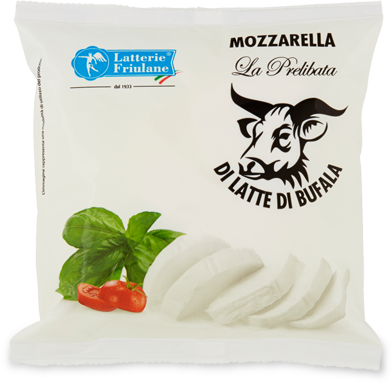 Latterie
Friulane
dal 1933
MOZZARELLA
La Prelibata
DI LATTE DI BUFALA